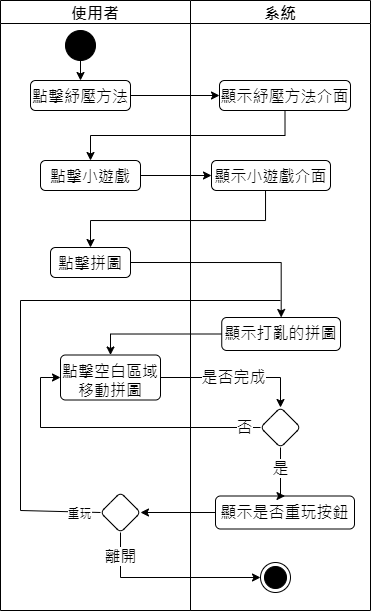 使用者
系統
點擊紓壓方法
顯示紓壓方法介面
點擊小遊戲
顯示小遊戲介面
點擊拼圖
顯示打亂的拼圖
點擊空白區域
移動拼圖
是否完成
否
是
重玩
顯示是否重玩按鈕
離開